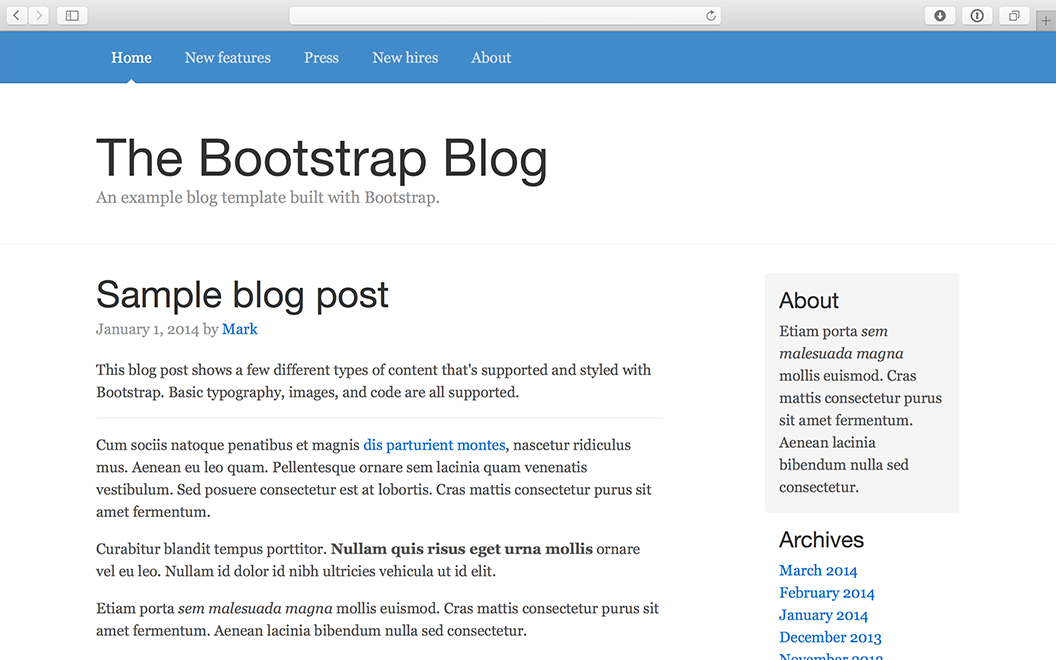 Home New features Press New hires About
The Bootstrap Blog
An example blog template built with Bootstrap.
Sample blog post
January 1, 2014 by Mark
This blog post shows a few different types of content that's supported and styled with
Bootstrap. Basic typography, images, and code are all supported.
Cum sociis natoque penatibus et magnis dis parturient montes, nascetur ridiculus
mus. Aenean eu leo quam. Pellentesque ornare sem lacinia quam venenatis
vestibulum. Sed posuere consectetur est at lobortis. Cras mattis consectetur purus sit
amet fermentum.
Curabitur blandit tempus porttitor. Nullam quis risus eget urna mollis ornare
vel eu leo. Nullam id dolor id nibh ultricies vehicula ut id elit.
Etiam porta sem malesuada magna mollis euismod. Cras mattis consectetur purus sit
amet fermentum. Aenean lacinia bibendum nulla sed consectetur.
About
Etiam porta sem
malesuada magna
mollis euismod. Cras
mattis consectetur purus
sit amet fermentum.
Aenean lacinia
bibendum nulla sed
consectetur.
Archives
March 2014
February 2014
January 2014
December 2013
November 2013